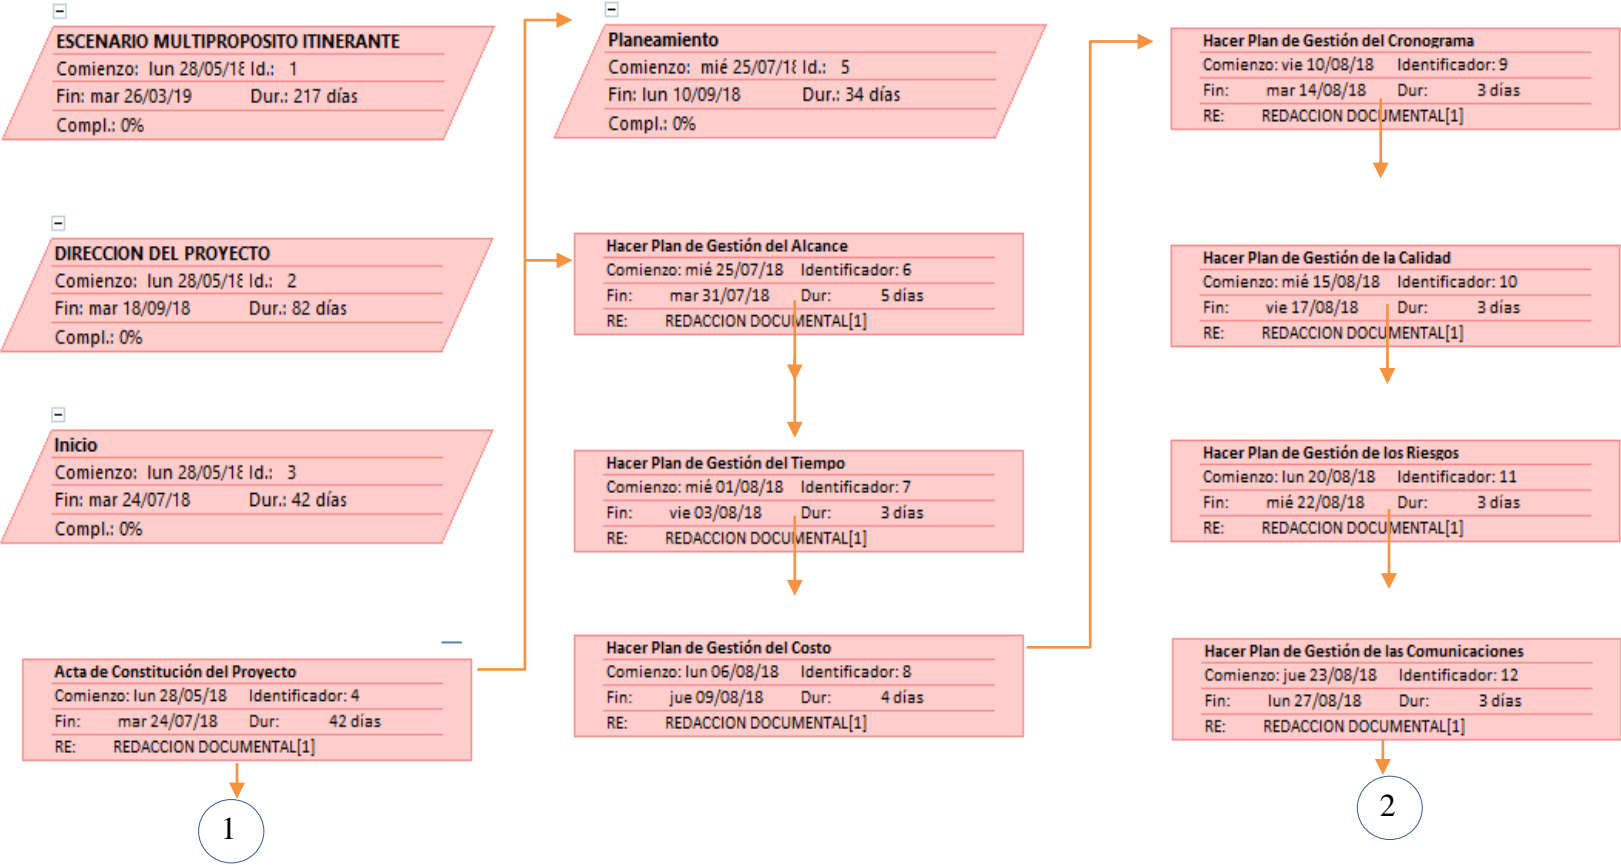 ESCENARIO MULTIPROPOSITO ITINERANTE
Comienzo: lun 28/05/18 Id.: 1
Fin: mar 26/03/19 Dur.: 217 días
Compl.: 0%
DIRECCION DEL PROYECTO
Comienzo: lun 28/05/18 Id.: 2
Fin: mar 18/09/18 Dur.: 82 días
Compl.: 0%
Inicio
Comienzo: lun 28/05/18 Id.: 3
Fin: mar 24/07/18 Dur.: 42 días
Compl.: 0%
Acta de Constitución del Proyecto
Comienzo: lun 28/05/18 Identificador: 4
Fin: mar 24/07/18 Dur: 42 días
RE: REDACCION DOCUMENTAL[1]
1
Planeamiento
Comienzo: mié 25/07/18 Id.: 5
Fin: lun 10/09/18 Dur.: 34 días
Compl.: 0%
Hacer Plan de Gestión del Alcance
Comienzo: mié 25/07/18 Identificador: 6
Fin: mar 31/07/18 Dur: 5 días
RE: REDACCION DOCUMENTAL[1]
Hacer Plan de Gestión del Tiempo
Comienzo: mié 01/08/18 Identificador: 7
Fin: vie 03/08/18 Dur: 3 días
RE: REDACCION DOCUMENTAL[1]
Hacer Plan de Gestión del Costo
Comienzo: lun 06/08/18 Identificador: 8
Fin: jue 09/08/18 Dur: 4 días
RE: REDACCION DOCUMENTAL[1]
Hacer Plan de Gestión del Cronograma
Comienzo: vie 10/08/18 Identificador: 9
Fin: mar 14/08/18 Dur: 3 días
RE: REDACCION DOCUMENTAL[1]
Hacer Plan de Gestión de la Calidad
Comienzo: mié 15/08/18 Identificador: 10
Fin: vie 17/08/18 Dur: 3 días
RE: REDACCION DOCUMENTAL[1]
Hacer Plan de Gestión de los Riesgos
Comienzo: lun 20/08/18 Identificador: 11
Fin: mié 22/08/18 Dur: 3 días
RE: REDACCION DOCUMENTAL[1]
Hacer Plan de Gestión de las Comunicaciones
Comienzo: jue 23/08/18 Identificador: 12
Fin: lun 27/08/18 Dur: 3 días
RE: REDACCION DOCUMENTAL[1]
2